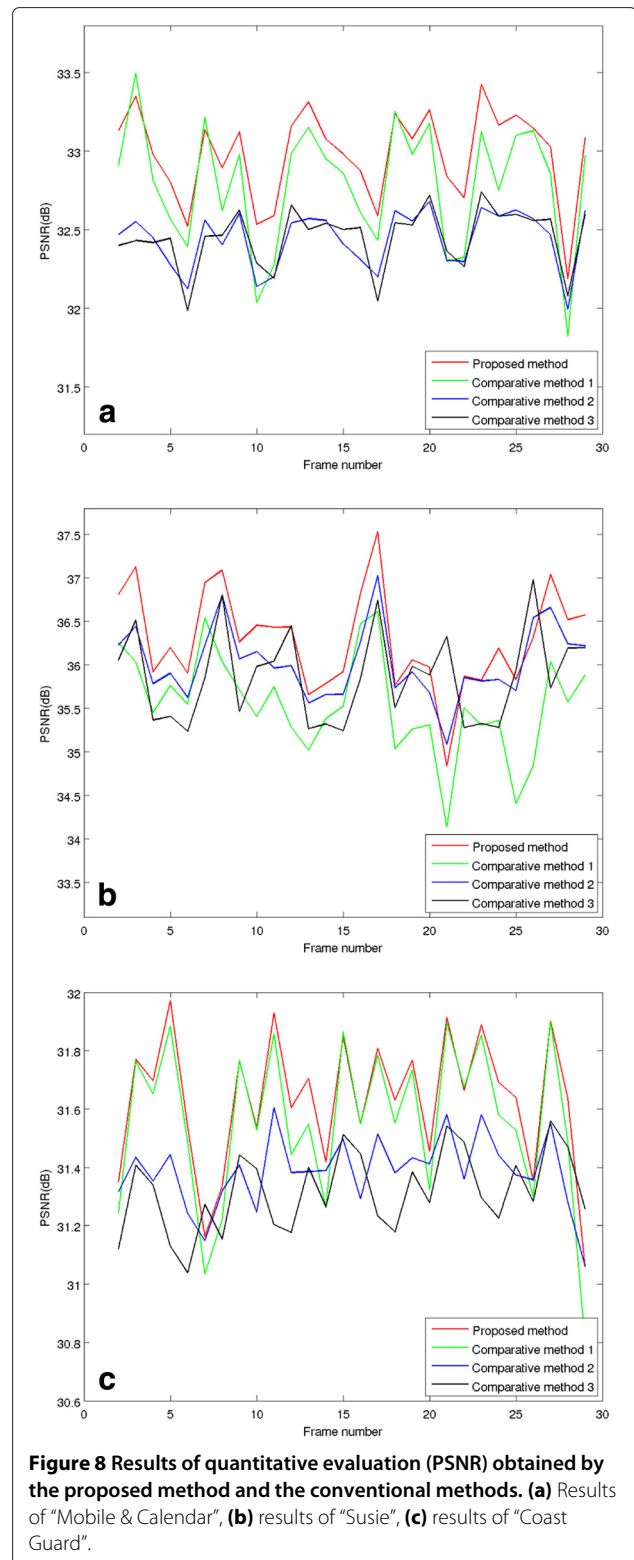 33.5
33
32.5
32
31.5
PSNR(dB)
a
Proposed method
Comparative method 1
Comparative method 2
Comparative method 3
0 5 10 15 20 25 30
Frame number
37.5
37
36.5
36
35.5
35
34.5
34
33.5
PSNR(dB)
b
Proposed method
Comparative method 1
Comparative method 2
Comparative method 3
0 5 10 15 20 25 30
Frame number
32
31.8
31.6
31.4
31.2
31
30.8
30.6
PSNR(dB)
c
Proposed method
Comparative method 1
Comparative method 2
Comparative method 3
0 5 10 15 20 25 30
Frame number
Figure 8 Results of quantitative evaluation (PSNR) obtained by
the proposed method and the conventional methods. (a) Results
of “Mobile & Calendar”, (b) results of “Susie”, (c) results of “Coast
Guard”.